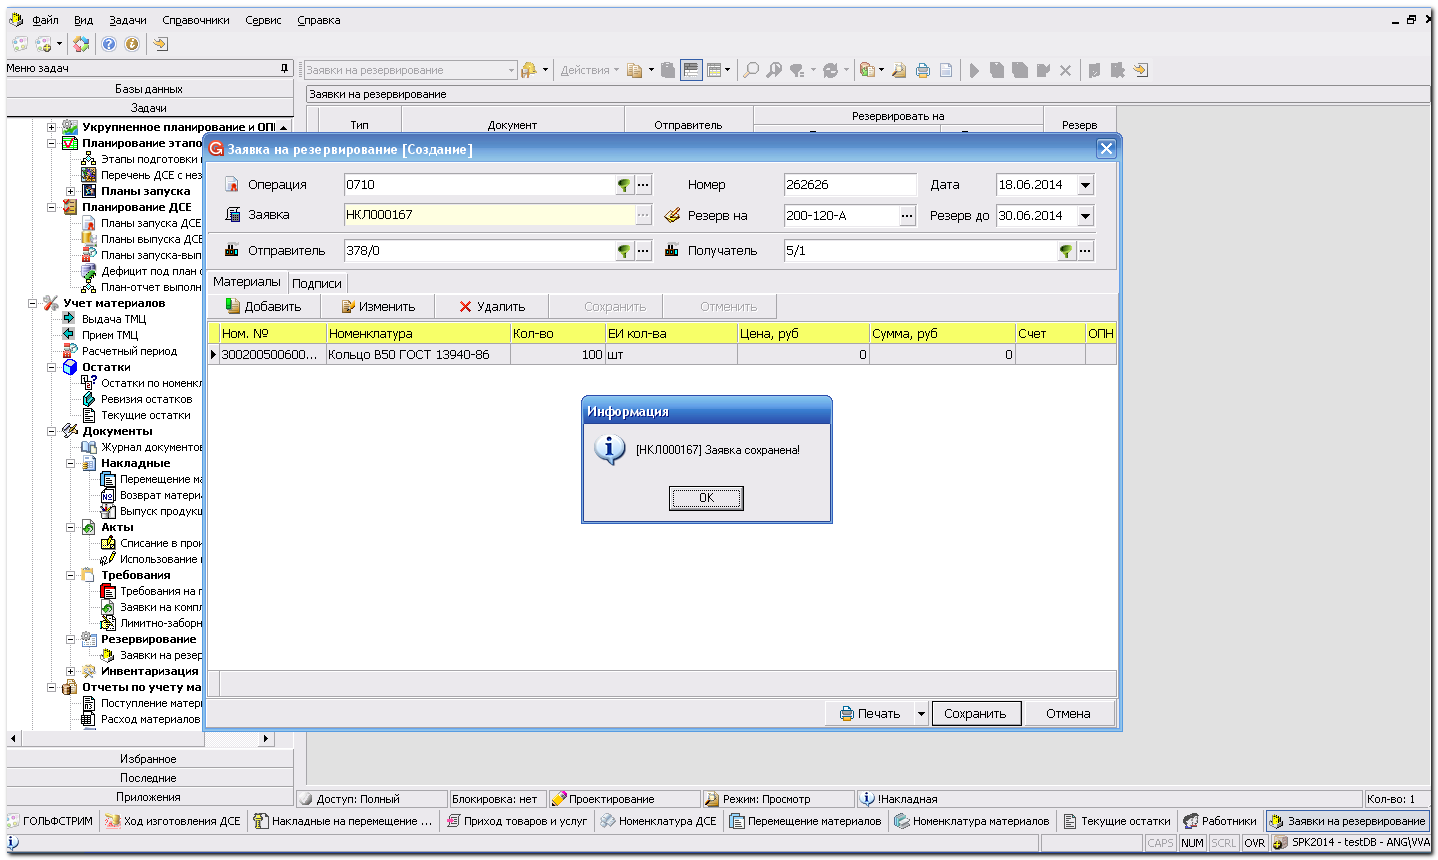 Файл Вид Задачи Справочники Сервис Справка
Меню задач
Базы данных
Задачи
Укрупненное планирование и ОП
Планирование этапо
Этапы подготовки
Перечень ДСЕ с нез
Планы запуска
Планирование ДСЕ
Планы запуска ДСЕ
Планы выпуска ДСЕ
Планы запуска-вып
Дефицит под план
План-отчет выполн
Учет материалов
Выдача ТМЦ
Прием ТМЦ
Расчетный период
Остатки
Остатки по номенкл
Ревизия остатков
Текущие остатки
Документы
Журнал документов
Накладные
Перемещение ма
Возврат матери
Выпуск продукц
Акты
Списание в прои
Использование
Требования
Требования на
Заявки на компл
Лимитно-заборн
Резервирование
Заявки на резер
Инвентаризация
Отчеты по учету ма
Поступление матери
Расход материалов
Избранное
Последние
Приложения
Заявки на резервирование Действия
Заявки на резервирование
Тип Документ Отправитель Резервировать на Резерв
Заявка на резервирование [Создание]
Операция 0710 Номер 262626 Дата 18.06.2014
Заявка НКЛ000167 Резерв на 200-120-А Резерв до 30.06.2014
Отправитель 378/0 Получатель 5/1
Материалы Подписи
Добавить Изменить Удалить Сохранить Отменить
Ном. № Номенклатура Кол-во ЕИ кол-ва Цена, руб Сумма, руб Счет ОПН
300200500600... Кольцо В50 ГОСТ 13940-86 100 шт 0 0
Информация
[НКЛ000167] Заявка сохранена!
OK
Печать Сохранить Отмена
Доступ: Полный Блокировка: нет Проектирование Режим: Просмотр !Накладная Кол-во: 1
ГОЛЬФСТРИМ Ход изготовления ДСЕ Накладные на перемещение ... Приход товаров и услуг Номенклатура ДСЕ Перемещение материалов Номенклатура материалов Текущие остатки Работники Заявки на резервирование
CAPS NUM SCRL OVR SPK2014 - testDB - ANG\VVA